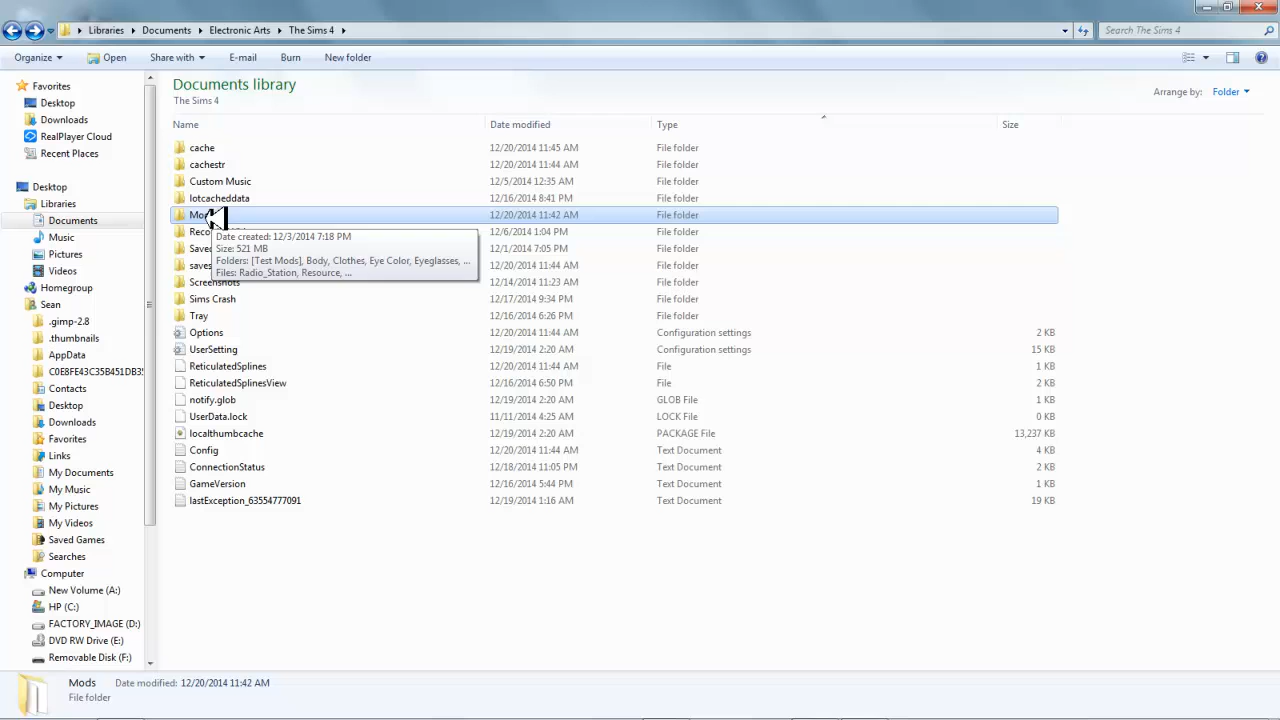 Libraries Documents Electronic Arts The Sims 4 Search The Sims 4
Organize Open Share with E-mail Burn New folder
Favorites
Desktop
Downloads
RealPlayer Cloud
Recent Places
Desktop
Libraries
Documents
Music
Pictures
Videos
Homegroup
Sean
.gimp-2.8
.thumbnails
AppData
C0E8FE43C35B451DB3
Contacts
Desktop
Downloads
Favorites
Links
My Documents
My Music
My Pictures
My Videos
Saved Games
Searches
Computer
New Volume (A:)
HP (C:)
FACTORY_IMAGE (D:)
DVD RW Drive (E:)
Removable Disk (F:)
Documents library
The Sims 4
Arrange by: Folder
Name Date modified Type Size
cache 12/20/2014 11:45 AM File folder
cachestr 12/20/2014 11:44 AM File folder
Custom Music 12/5/2014 12:35 AM File folder
lotcacheddata 12/16/2014 8:41 PM File folder
12/20/2014 11:42 AM File folder
12/6/2014 1:04 PM File folder
12/1/2014 7:05 PM File folder
saves 12/20/2014 11:44 AM File folder
Screenshots 12/14/2014 11:23 AM File folder
Sims Crash 12/17/2014 9:34 PM File folder
Tray 12/16/2014 6:26 PM File folder
Options 12/20/2014 11:44 AM Configuration settings 2 KB
UserSetting 12/19/2014 2:20 AM Configuration settings 15 KB
ReticulatedSplines 12/20/2014 11:44 AM File 1 KB
ReticulatedSplinesView 12/16/2014 6:50 PM File 2 KB
notify.glob 12/19/2014 2:20 AM GLOB File 1 KB
UserData.lock 11/11/2014 4:25 AM LOCK File 0 KB
localthumbcache 12/19/2014 2:20 AM PACKAGE File 13,237 KB
Config 12/20/2014 11:44 AM Text Document 4 KB
ConnectionStatus 12/18/2014 11:05 PM Text Document 2 KB
GameVersion 12/16/2014 5:44 PM Text Document 1 KB
lastException_63554777091 12/19/2014 1:16 AM Text Document 19 KB
Date created: 12/3/2014 7:18 PM
Size: 521 MB
Folders: [Test Mods], Body, Clothes, Eye Color, Eyeglasses, ...
Files: Radio_Station, Resource, ...
Mods Date modified: 12/20/2014 11:42 AM
File folder